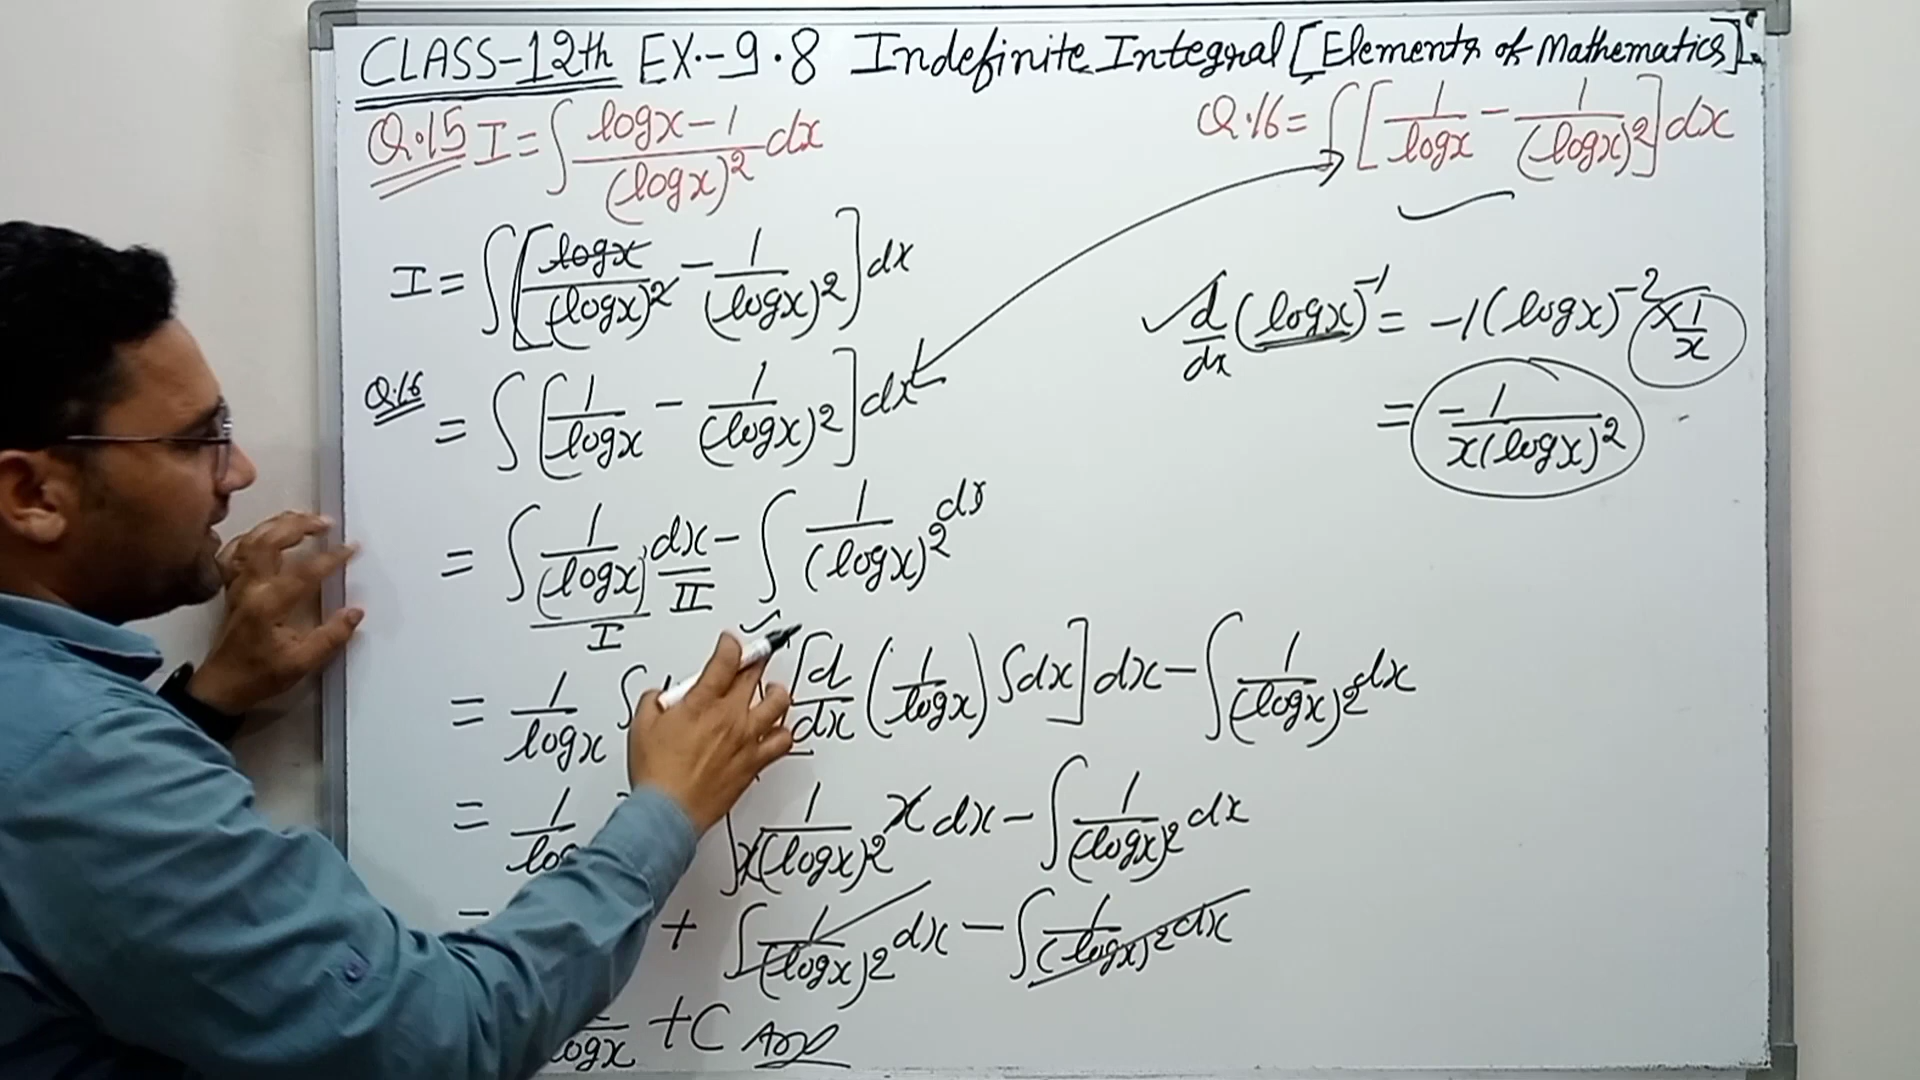 CLASS-12th EX.-9.8 Indefinite Integral [Elements of Mathematics].
Q.15 I = ∫ (logx - 1)/(logx)² dx
Q.16 = ∫ [1/logx - 1/(logx)²] dx
I = ∫ [logx/(logx)² - 1/(logx)²] dx
Q.16 = ∫ [1/logx - 1/(logx)²] dx
= ∫ 1/(logx) dx - ∫ 1/(logx)² dx
I II
= 1/logx ∫ [d/dx (1/logx) ∫dx] dx - ∫ 1/(logx)² dx
= 1/ ∫ 1/x(logx)² x dx - ∫ 1/(logx)² dx
+ ∫ 1/(logx)² dx - ∫ 1/(logx)² dx
logx + C Ans
d/dx (logx)⁻¹ = -1(logx)⁻² × 1/x
= -1/x(logx)²